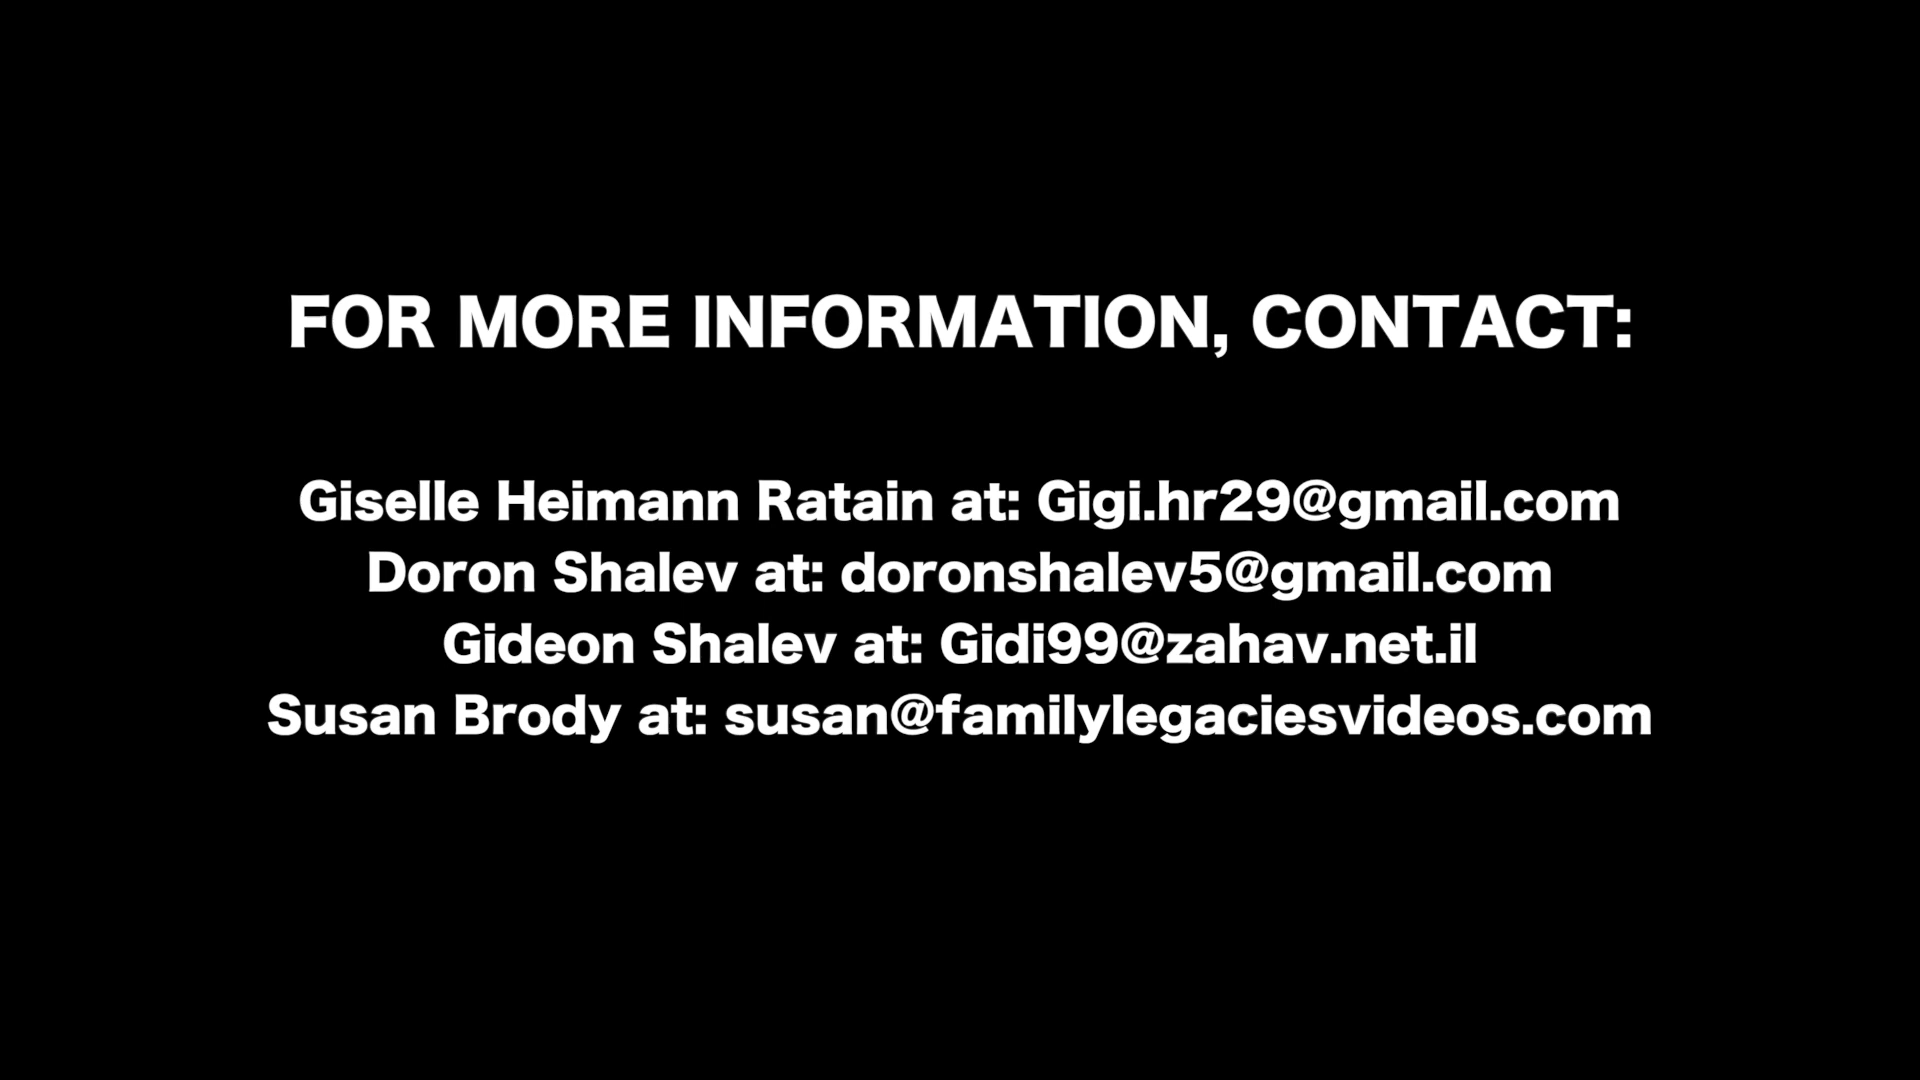 FOR MORE INFORMATION, CONTACT:
Giselle Heimann Ratain at: Gigi.hr29@gmail.com
Doron Shalev at: doronshalev5@gmail.com
Gideon Shalev at: Gidi99@zahav.net.il
Susan Brody at: susan@familylegaciesvideos.com